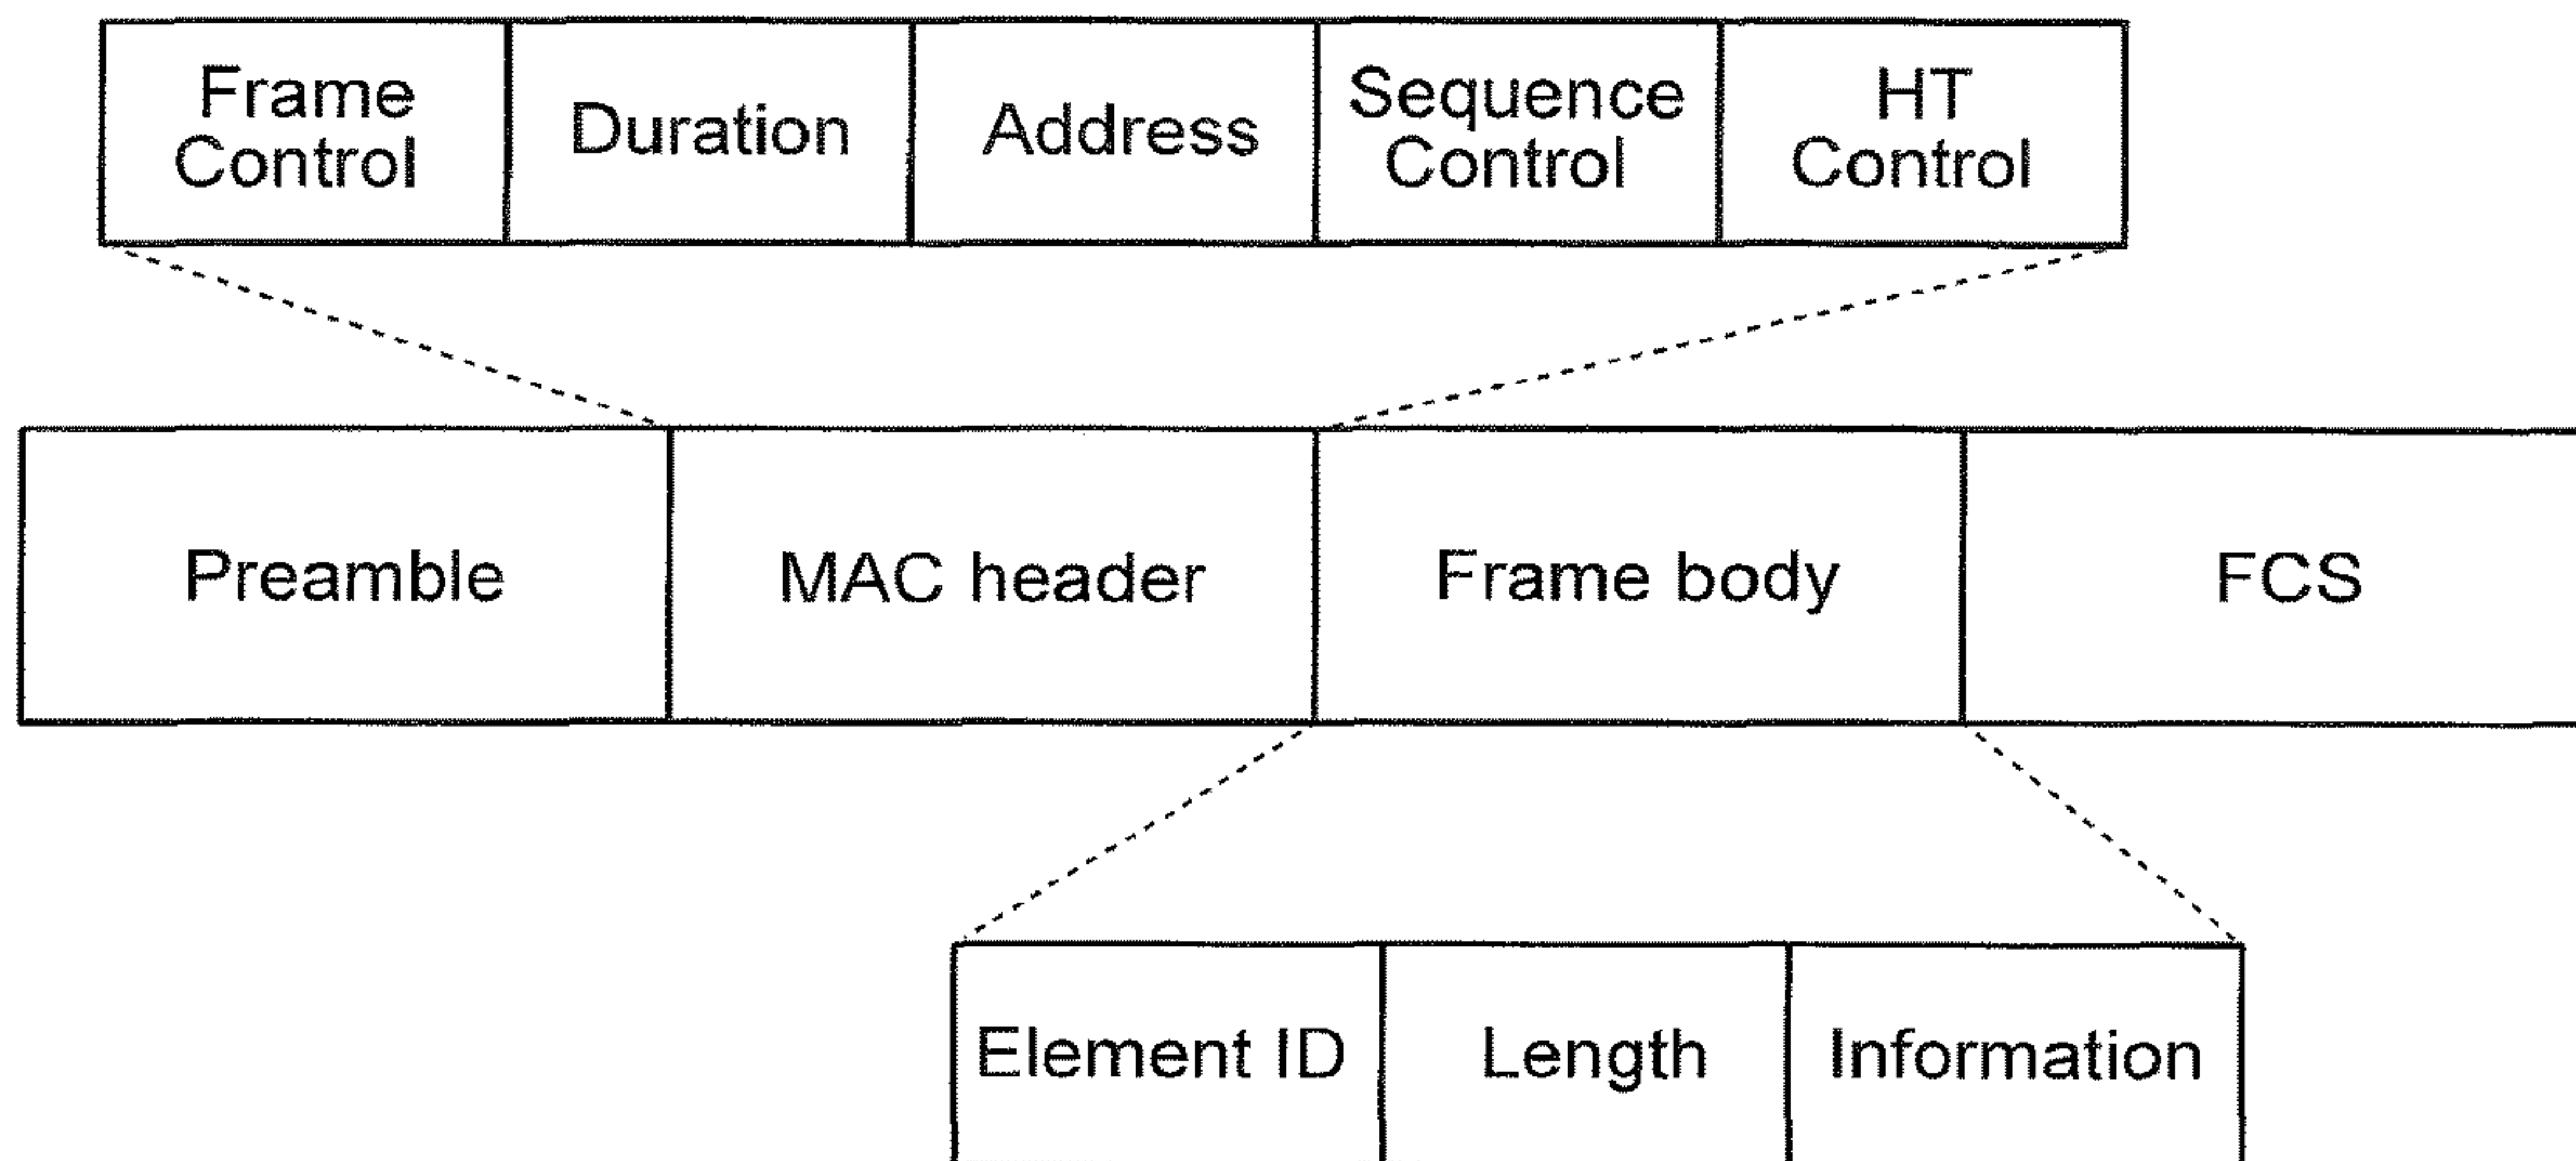 Frame
Control
Duration
Address
Sequence
Control
HT
Control
Preamble
MAC header
Frame body
FCS
Element ID
Length
Information